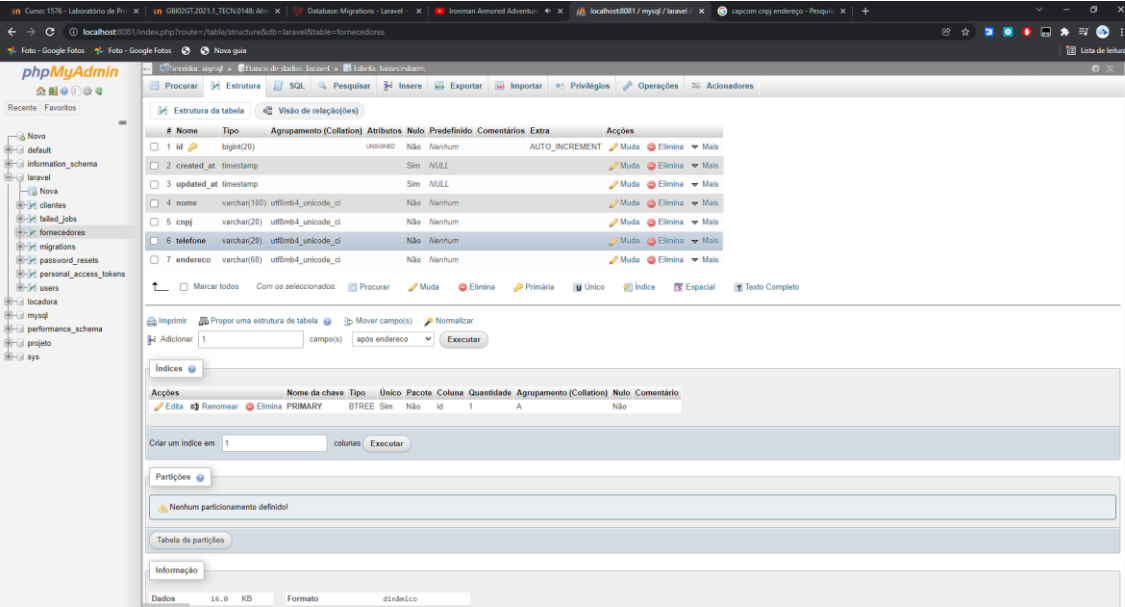 Curso 1576 - Laboratório de Pro
GBI02GT.2021.1_TECN.0148: Ativ
Database: Migrations - Laravel -
Ironman Armored Adventure
localhost:8081 / mysql / laravel /
capcom cnpj endereço - Pesquis
localhost:8081/index.php?route=/table/structure&db=laravel&table=fornecedores
Foto - Google Fotos
Foto - Google Fotos
Nova guia
Lista de leitura
phpMyAdmin
Recente Favoritos
Novo
default
information_schema
laravel
Nova
clientes
failed_jobs
fornecedores
migrations
password_resets
personal_access_tokens
users
locadora
mysql
performance_schema
projeto
sys
Servidor: mysql » Banco de dados: laravel » Tabela: fornecedores
Procurar Estrutura SQL Pesquisar Insere Exportar Importar Privilégios Operações Acionadores
Estrutura da tabela Visão de relação(ões)
# Nome Tipo Agrupamento (Collation) Atributos Nulo Predefinido Comentários Extra Acções
1 id bigint(20) UNSIGNED Não Nenhum AUTO_INCREMENT Muda Elimina Mais
2 created_at timestamp Sim NULL Muda Elimina Mais
3 updated_at timestamp Sim NULL Muda Elimina Mais
4 nome varchar(100) utf8mb4_unicode_ci Não Nenhum Muda Elimina Mais
5 cnpj varchar(20) utf8mb4_unicode_ci Não Nenhum Muda Elimina Mais
6 telefone varchar(20) utf8mb4_unicode_ci Não Nenhum Muda Elimina Mais
7 endereco varchar(60) utf8mb4_unicode_ci Não Nenhum Muda Elimina Mais
Marcar todos Com os seleccionados: Procurar Muda Elimina Primária Único Índice Espacial Texto Completo
Imprimir Propor uma estrutura de tabela Mover campo(s) Normalizar
Adicionar 1 campo(s) após endereco Executar
Índices
Acções Nome da chave Tipo Único Pacote Coluna Quantidade Agrupamento (Collation) Nulo Comentário
Edita Renomear Elimina PRIMARY BTREE Sim Não id 1 A Não
Criar um índice em 1 colunas Executar
Partições
Nenhum particionamento definido!
Tabela de partições
Informação
Dados 16.0 KB
Formato dinâmico